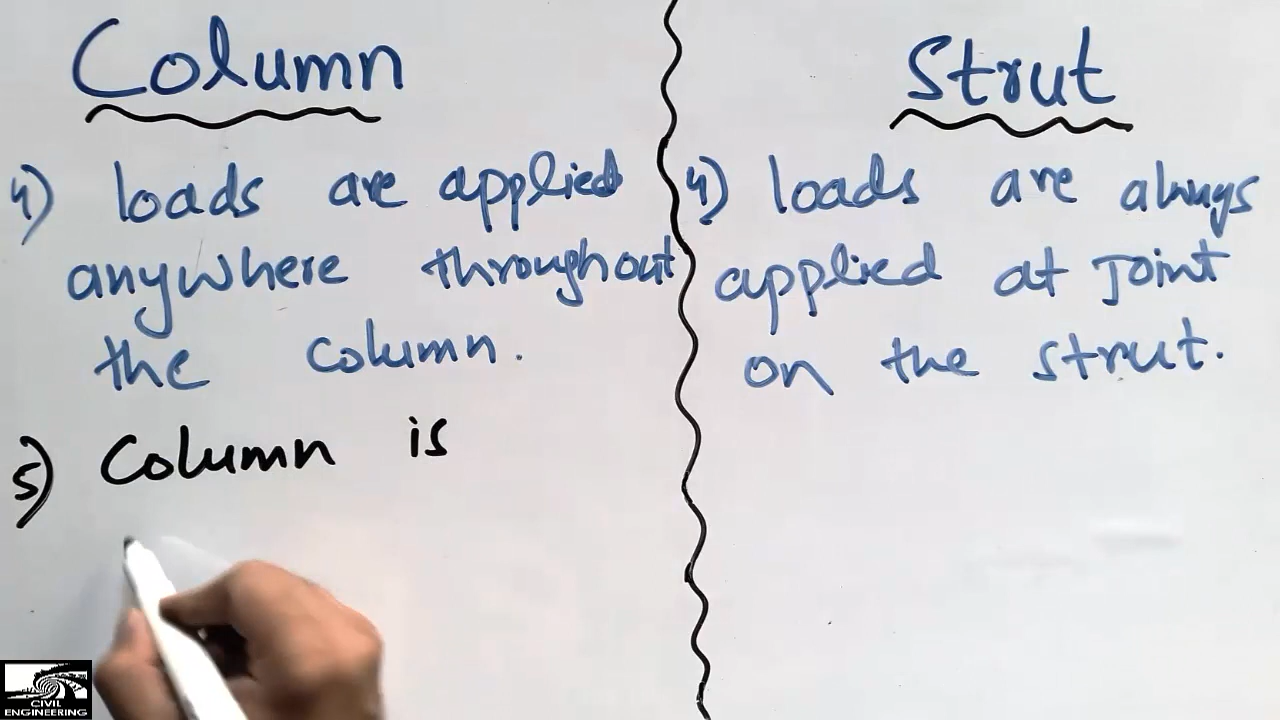 Column
4) loads are applied
anywhere throughout
the column.
5) Column is
Strut
4) loads are always
applied at Joint
on the strut.
CIVIL
ENGINEERING